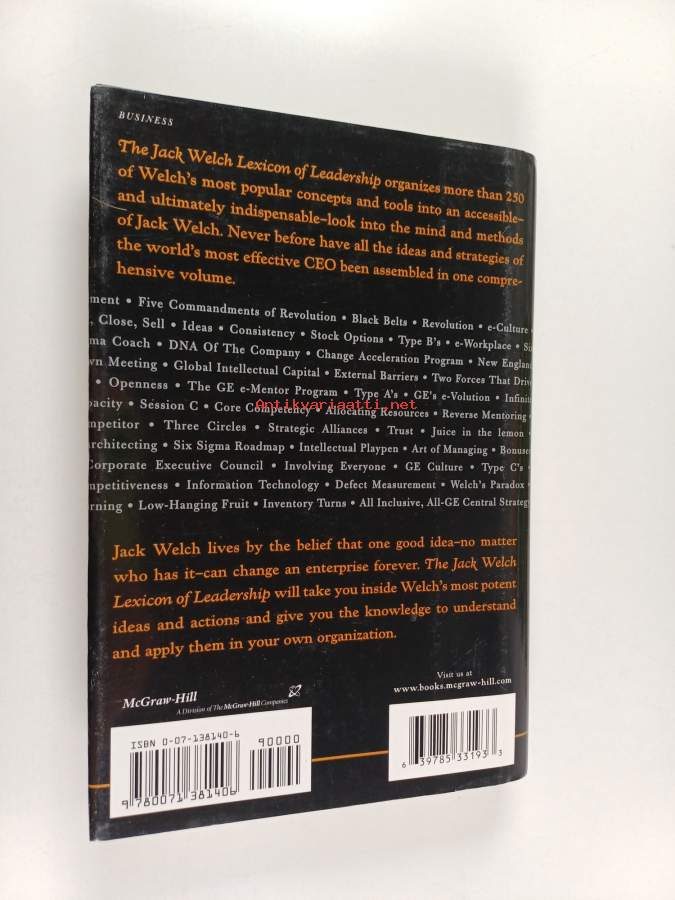 BUSINESS
The Jack Welch Lexicon of Leadership organizes more than 250
of Welch's most popular concepts and tools into an accessible–
and ultimately indispensable–look into the mind and methods
of Jack Welch. Never before have all the ideas and strategies of
the world's most effective CEO been assembled in one compre-
hensive volume.
ment • Five Commandments of Revolution • Black Belts • Revolution • e-Culture •
, Close, Sell • Ideas • Consistency • Stock Options • Type B's • e-Workplace • Si
ma Coach • DNA Of The Company • Change Acceleration Program • New England
wn Meeting • Global Intellectual Capital • External Barriers • Two Forces That Drive
• Openness • The GE e-Mentor Program • Type A's • GE's e-Volution • Infinit
pacity • Session C • Core Competency • Allocating Resources • Reverse Mentoring •
Antikvariaatti.net
mpetitor • Three Circles • Strategic Alliances • Trust • Juice in the lemon •
Architecting • Six Sigma Roadmap • Intellectual Playpen • Art of Managing • Bonuse
Corporate Executive Council • Involving Everyone • GE Culture • Type C's •
mpetitiveness • Information Technology • Defect Measurement • Welch's Paradox •
rning • Low-Hanging Fruit • Inventory Turns • All Inclusive, All-GE Central Strategy
Jack Welch lives by the belief that one good idea–no matter
who has it–can change an enterprise forever. The Jack Welch
Lexicon of Leadership will take you inside Welch's most potent
ideas and actions and give you the knowledge to understand
and apply them in your own organization.
McGraw-Hill
A Division of The McGraw-Hill Companies
Visit us at
www.books.mcgraw-hill.com
ISBN 0-07-138140-6
90000
9 780071 381406
6 39785 33193 3